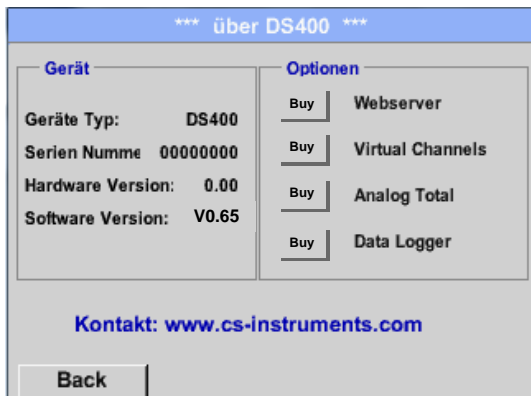 *** über DS400 ***
Gerät
Geräte Typ: DS400
Serien Numme 00000000
Hardware Version: 0.00
Software Version: V0.65
Optionen
Buy Webserver
Buy Virtual Channels
Buy Analog Total
Buy Data Logger
Kontakt: www.cs-instruments.com
Back